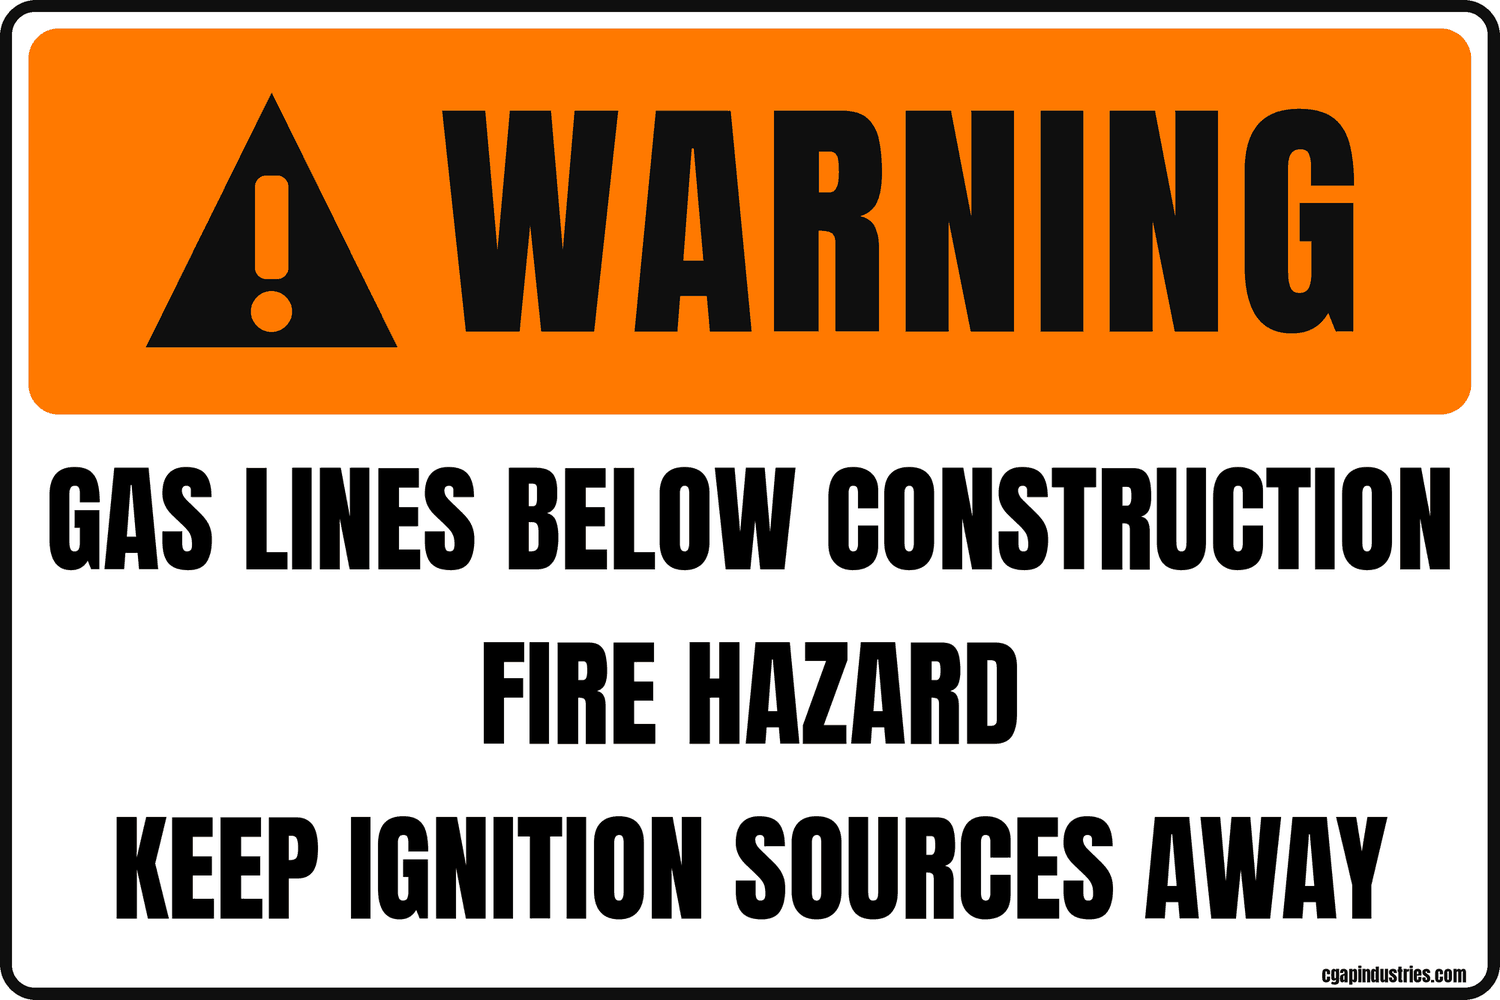 WARNING
GAS LINES BELOW CONSTRUCTION
FIRE HAZARD
KEEP IGNITION SOURCES AWAY
cgapindustries.com